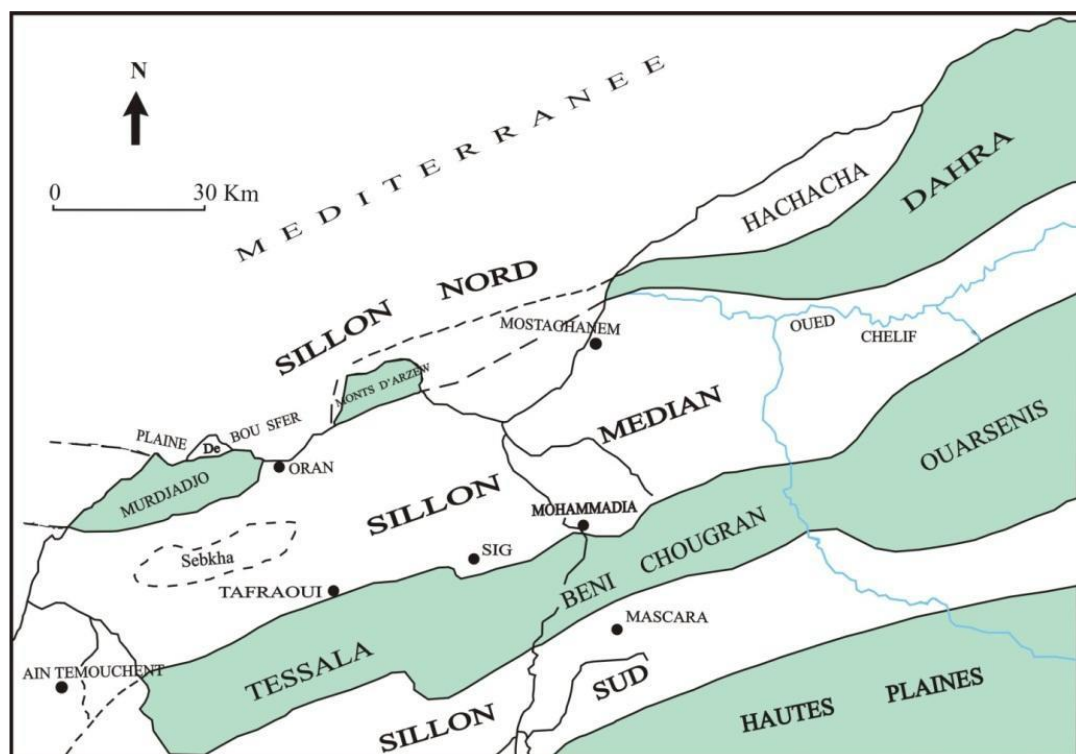 N
0 30 Km
MEDITERRANEE
HACHACHA
DAHRA
SILLON NORD
MOSTAGHANEM
OUED
CHELIF
MONTS D'ARZEW
PLAINE De BOU SFER
ORAN
MURDJADJO
SILLON MEDIAN
OUARSENIS
MOHAMMADIA
Sebkha
SIG
TAFRAOUI
BENI CHOUGRAN
MASCARA
TESSALA
AIN TEMOUCHENT
SILLON SUD
HAUTES PLAINES